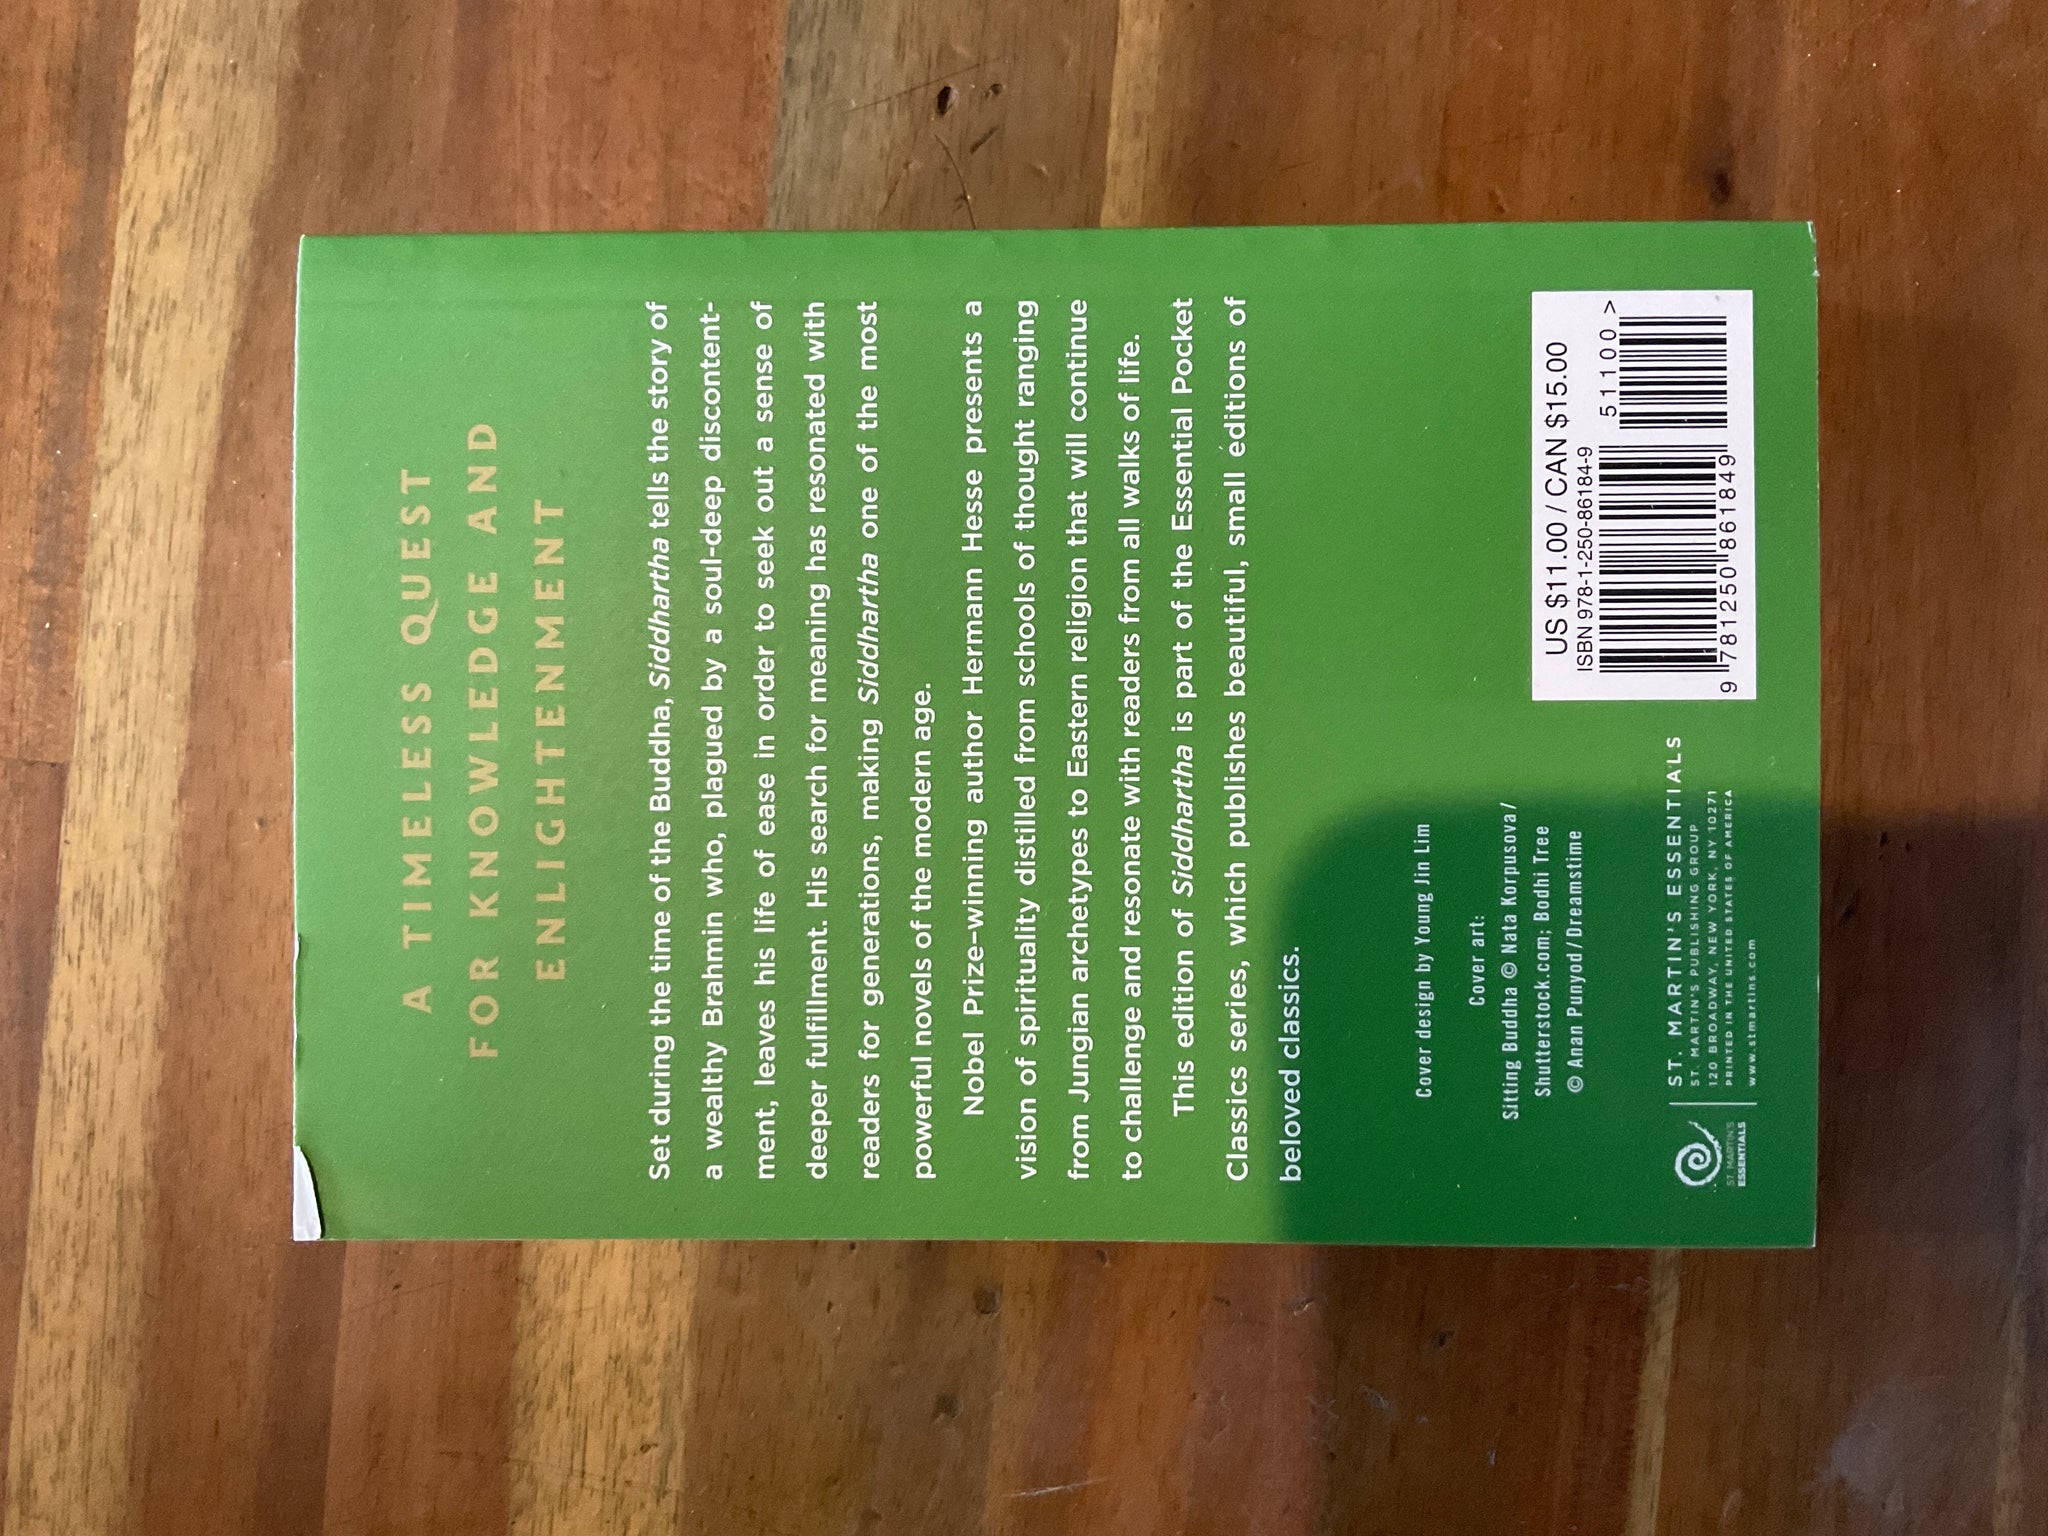 A TIMELESS QUEST
FOR KNOWLEDGE AND
ENLIGHTENMENT
Set during the time of the Buddha, Siddhartha tells the story of
a wealthy Brahmin who, plagued by a soul-deep discontent-
ment, leaves his life of ease in order to seek out a sense of
deeper fulfillment. His search for meaning has resonated with
readers for generations, making Siddhartha one of the most
powerful novels of the modern age.
Nobel Prize–winning author Hermann Hesse presents a
vision of spirituality distilled from schools of thought ranging
from Jungian archetypes to Eastern religion that will continue
to challenge and resonate with readers from all walks of life.
This edition of Siddhartha is part of the Essential Pocket
Classics series, which publishes beautiful, small editions of
beloved classics.
Cover design by Young Jin Lim
Cover art:
Sitting Buddha © Nata Korpusova/
Shutterstock.com; Bodhi Tree
© Anan Punyod / Dreamstime
ST. MARTIN'S
ESSENTIALS
ST. MARTIN'S ESSENTIALS
ST. MARTIN'S PUBLISHING GROUP
120 BROADWAY, NEW YORK, NY 10271
PRINTED IN THE UNITED STATES OF AMERICA
www.stmartins.com
US $11.00 / CAN $15.00
ISBN 978-1-250-86184-9
51100 >
9 781250 861849